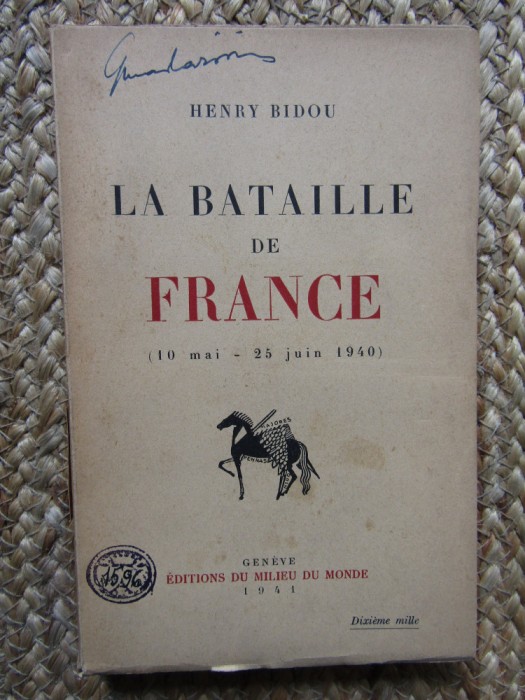 HENRY BIDOU
LA BATAILLE
DE
FRANCE
(10 mai - 25 juin 1940)
GENÈVE
ÉDITIONS DU MILIEU DU MONDE
1941
Dixième mille